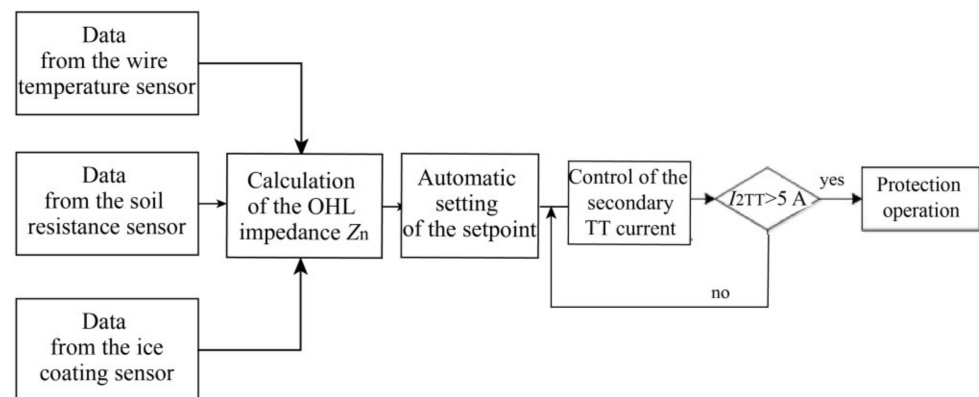 Data
from the wire
temperature sensor
Data
from the soil
resistance sensor
Data
from the ice
coating sensor
Calculation
of the OHL
impedance Zn
Automatic
setting
of the setpoint
Control of the
secondary
TT current
I2TT>5 A
yes
no
Protection
operation